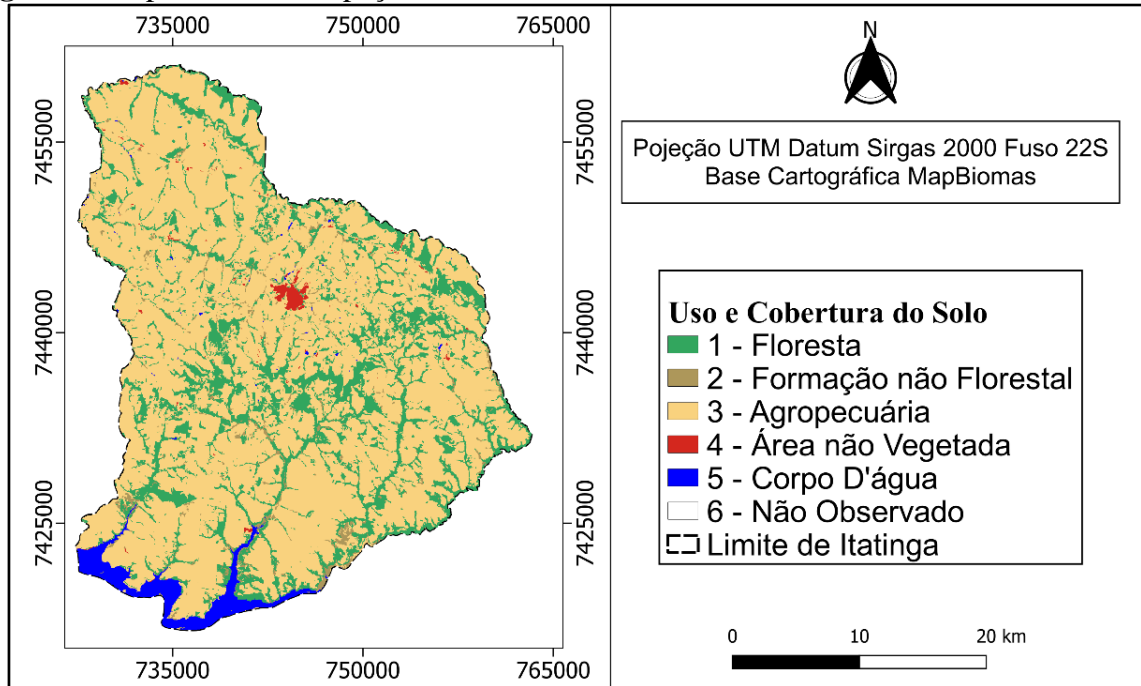 735000 750000 765000
7455000
7440000
7425000
735000 750000 765000
7455000
7440000
7425000
N
Pojeção UTM Datum Sirgas 2000 Fuso 22S
Base Cartográfica MapBiomas
Uso e Cobertura do Solo
1 - Floresta
2 - Formação não Florestal
3 - Agropecuária
4 - Área não Vegetada
5 - Corpo D'água
6 - Não Observado
Limite de Itatinga
0 10 20 km